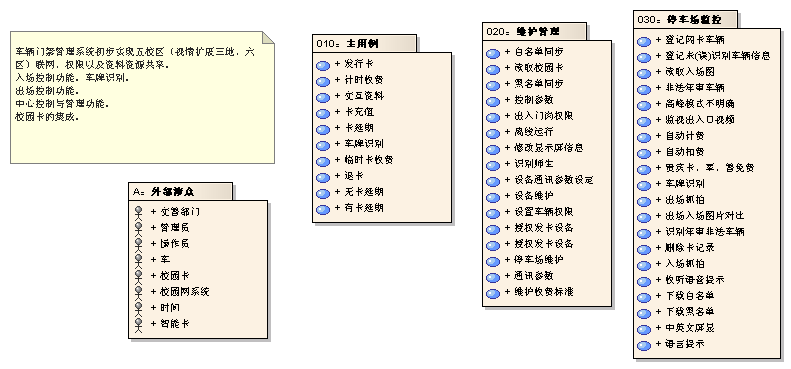 车辆门禁管理系统初步实现五校区（视情扩展三地、六
区）联网，权限以及资料资源共享。
入场控制功能。车牌识别。
出场控制功能。
中心控制与管理功能。
校园卡的集成。
A：外部涉众
+ 交管部门
+ 管理员
+ 操作员
+ 车
+ 校园卡
+ 校园网系统
+ 时间
+ 智能卡
010：主用例
+ 发行卡
+ 计时收费
+ 交互资料
+ 卡充值
+ 卡延期
+ 车牌识别
+ 临时卡收费
+ 退卡
+ 无卡延期
+ 有卡延期
020：维护管理
+ 白名单同步
+ 读取校园卡
+ 黑名单同步
+ 控制参数
+ 出入门岗权限
+ 离线运行
+ 修改显示屏信息
+ 识别师生
+ 设备通讯参数设定
+ 设备维护
+ 设置车辆权限
+ 授权发卡设备
+ 授权发卡设备
+ 停车场维护
+ 通讯参数
+ 维护收费标准
030：停车场监控
+ 登记网卡车辆
+ 登记未(误)识别车辆信息
+ 读取入场图
+ 非法年审车辆
+ 高峰模式不明确
+ 监视出入口视频
+ 自动计费
+ 自动扣费
+ 贵宾卡、军、警免费
+ 车牌识别
+ 出场抓拍
+ 出场入场图片对比
+ 识别年审非法车辆
+ 删除卡记录
+ 入场抓拍
+ 收听语音提示
+ 下载白名单
+ 下载黑名单
+ 中英文屏显
+ 语言提示